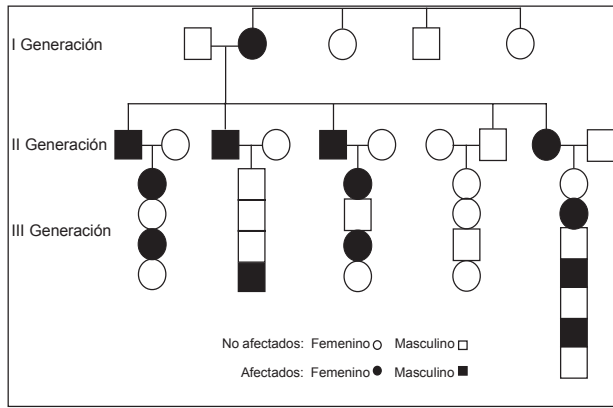 I Generación
II Generación
III Generación
No afectados: Femenino Masculino
Afectados: Femenino Masculino